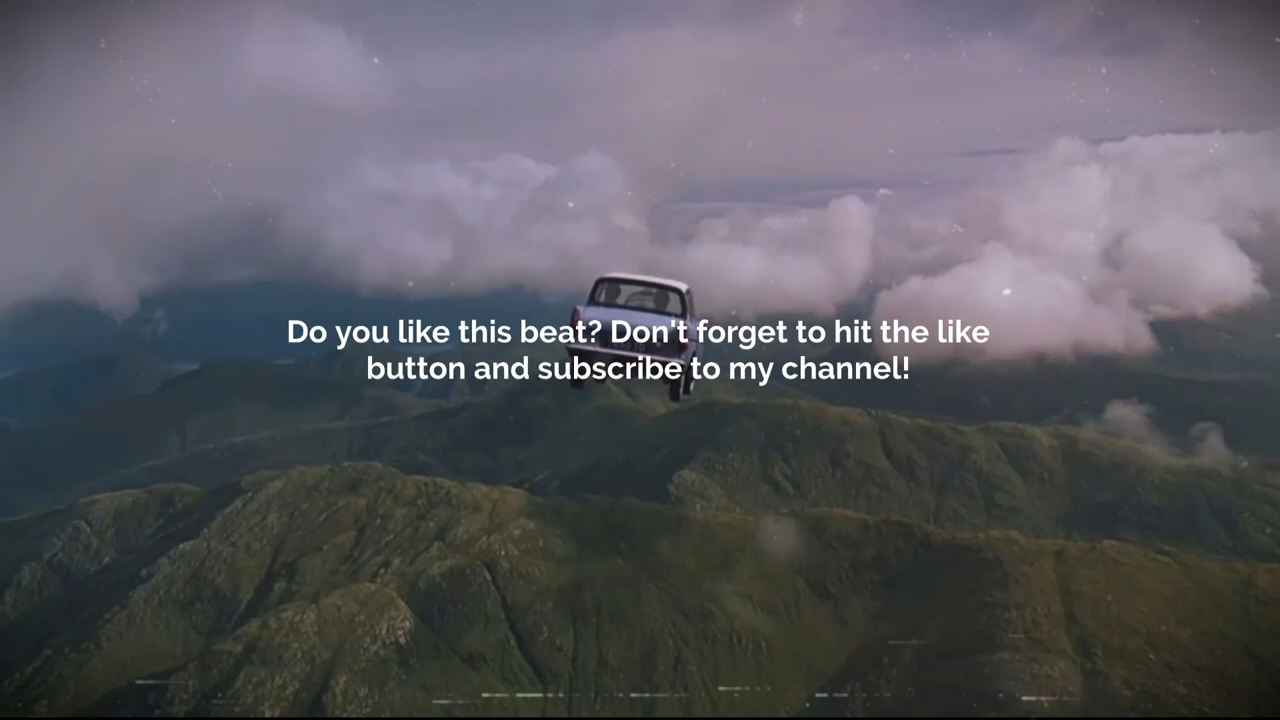 Do you like this beat? Don't forget to hit the like
button and subscribe to my channel!